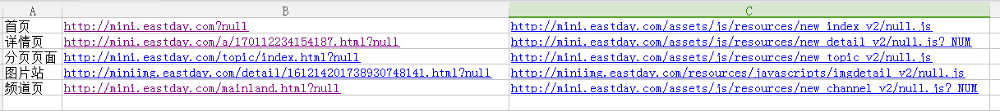 A B C
首页 http://mini.eastday.com?null http://mini.eastday.com/assets/js/resources/new_index_v2/null.js
详情页 http://mini.eastday.com/a/170112234154187.html?null http://mini.eastday.com/assets/js/resources/new_detail_v2/null.js?_NUM
分页页面 http://mini.eastday.com/topic/index.html?null http://mini.eastday.com/assets/js/resources/new_topic_v2/null.js
图片站 http://miniimg.eastday.com/detail/161214201738930748141.html?null http://miniimg.eastday.com/resources/javascripts/imgdetail_v2/null.js
频道页 http://mini.eastday.com/mainland.html?null http://mini.eastday.com/assets/js/resources/new_channel_v2/null.js?_NUM